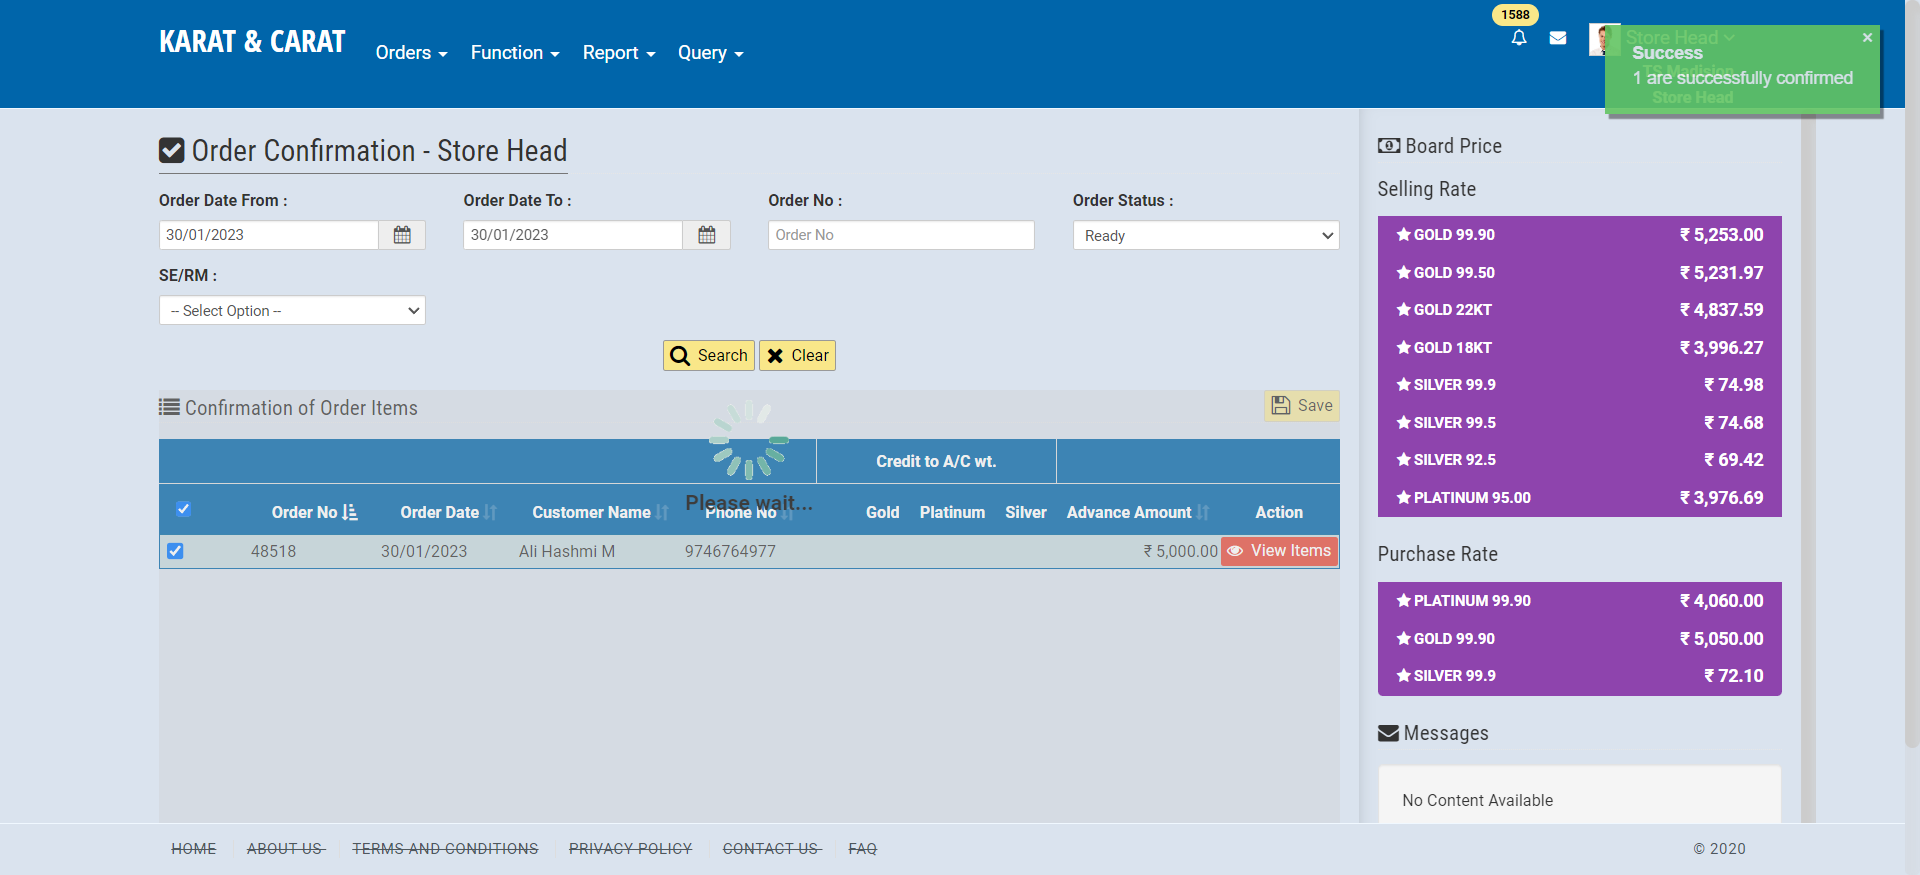 KARAT & CARAT
Orders
Function
Report
Query
1588
Store Head
TS Madision
Store Head
Success
1 are successfully confirmed
×
Order Confirmation - Store Head
Order Date From :
Order Date To :
Order No :
Order Status :
30/01/2023
30/01/2023
Order No
Ready
SE/RM :
-- Select Option --
Search
Clear
Confirmation of Order Items
Save
Please wait...
Credit to A/C wt.
Order No
Order Date
Customer Name
Phone No
Gold
Platinum
Silver
Advance Amount
Action
48518
30/01/2023
Ali Hashmi M
9746764977
₹ 5,000.00
View Items
Board Price
Selling Rate
GOLD 99.90 ₹ 5,253.00
GOLD 99.50 ₹ 5,231.97
GOLD 22KT ₹ 4,837.59
GOLD 18KT ₹ 3,996.27
SILVER 99.9 ₹ 74.98
SILVER 99.5 ₹ 74.68
SILVER 92.5 ₹ 69.42
PLATINUM 95.00 ₹ 3,976.69
Purchase Rate
PLATINUM 99.90 ₹ 4,060.00
GOLD 99.90 ₹ 5,050.00
SILVER 99.9 ₹ 72.10
Messages
No Content Available
HOME
ABOUT US
TERMS AND CONDITIONS
PRIVACY POLICY
CONTACT US
FAQ
© 2020